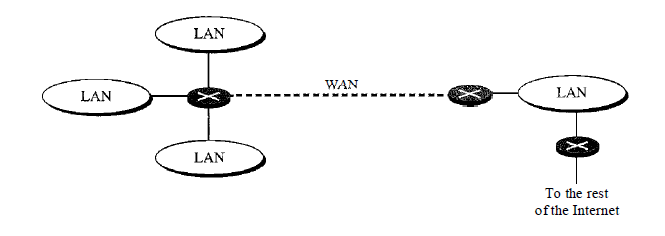 LAN
WAN
LAN
LAN
LAN
To the rest
of the Internet